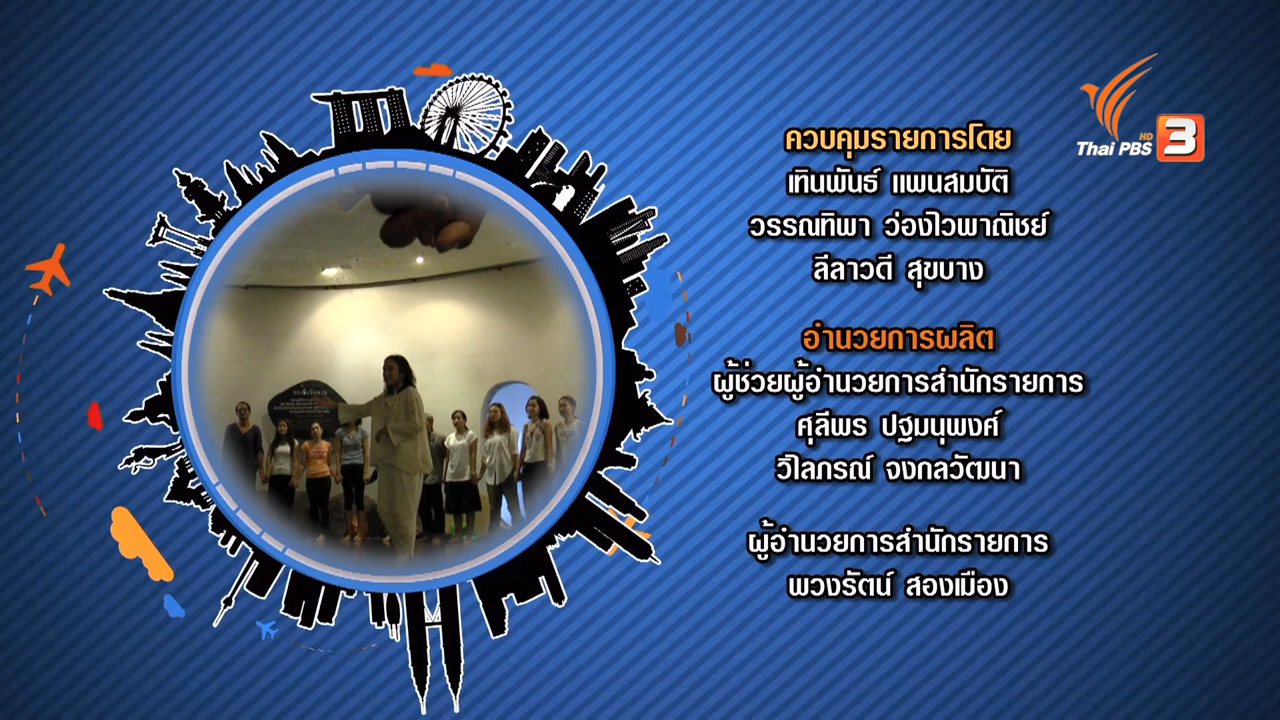 ควบคุมรายการโดย
เทินพันธ์ แพนสมบัติ
วรรณทิพา ว่องไวพาณิชย์
ลีลาวดี สุขบาง
อำนวยการผลิต
ผู้ช่วยผู้อำนวยการสำนักรายการ
ศุลีพร ปฐมนุพงศ์
วิไลภรณ์ จงกลวัฒนา
ผู้อำนวยการสำนักรายการ
พวงรัตน์ สองเมือง
Thai PBS HD 3